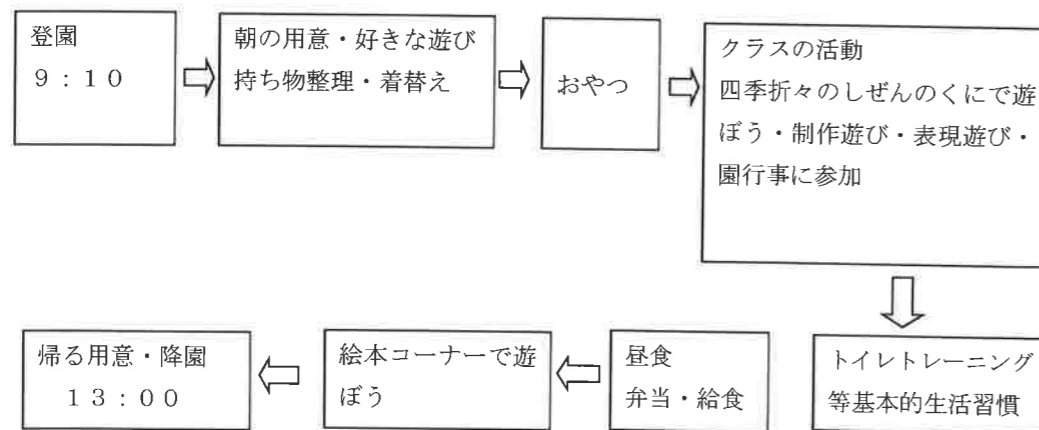 登園
9:10
朝の用意・好きな遊び
持ち物整理・着替え
おやつ
クラスの活動
四季折々のしぜんのくにで遊
ぼう・制作遊び・表現遊び・
園行事に参加
トイレトレーニング
等基本的生活習慣
昼食
弁当・給食
絵本コーナーで遊
ぼう
帰る用意・降園
13:00